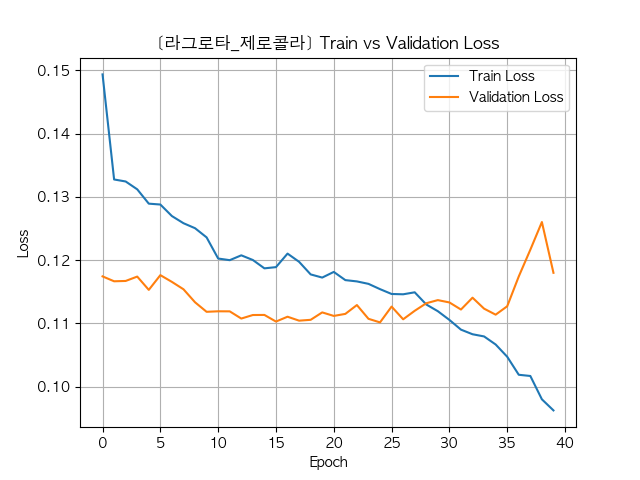 [라그로타_제로콜라] Train vs Validation Loss
Train Loss
Validation Loss
Loss
0.15
0.14
0.13
0.12
0.11
0.10
0 5 10 15 20 25 30 35 40
Epoch